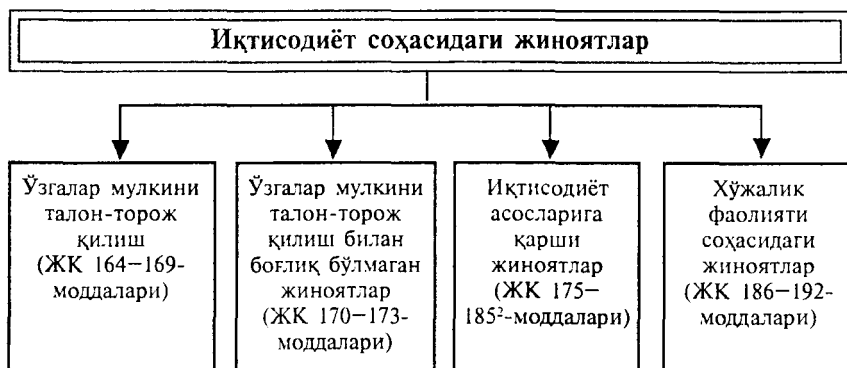 Иқтисодиёт соҳасидаги жиноятлар
Ўзгалар мулкини
талон-торож
қилиш
(ЖК 164—169-
моддалари)
Ўзгалар мулкини
талон-торож
қилиш билан
боғлиқ бўлмаган
жиноятлар
(ЖК 170—173-
моддалари)
Иқтисодиёт
асосларига
қарши
жиноятлар
(ЖК 175—
185²-моддалари)
Хўжалик
фаолияти
соҳасидаги
жиноятлар
(ЖК 186—192-
моддалари)